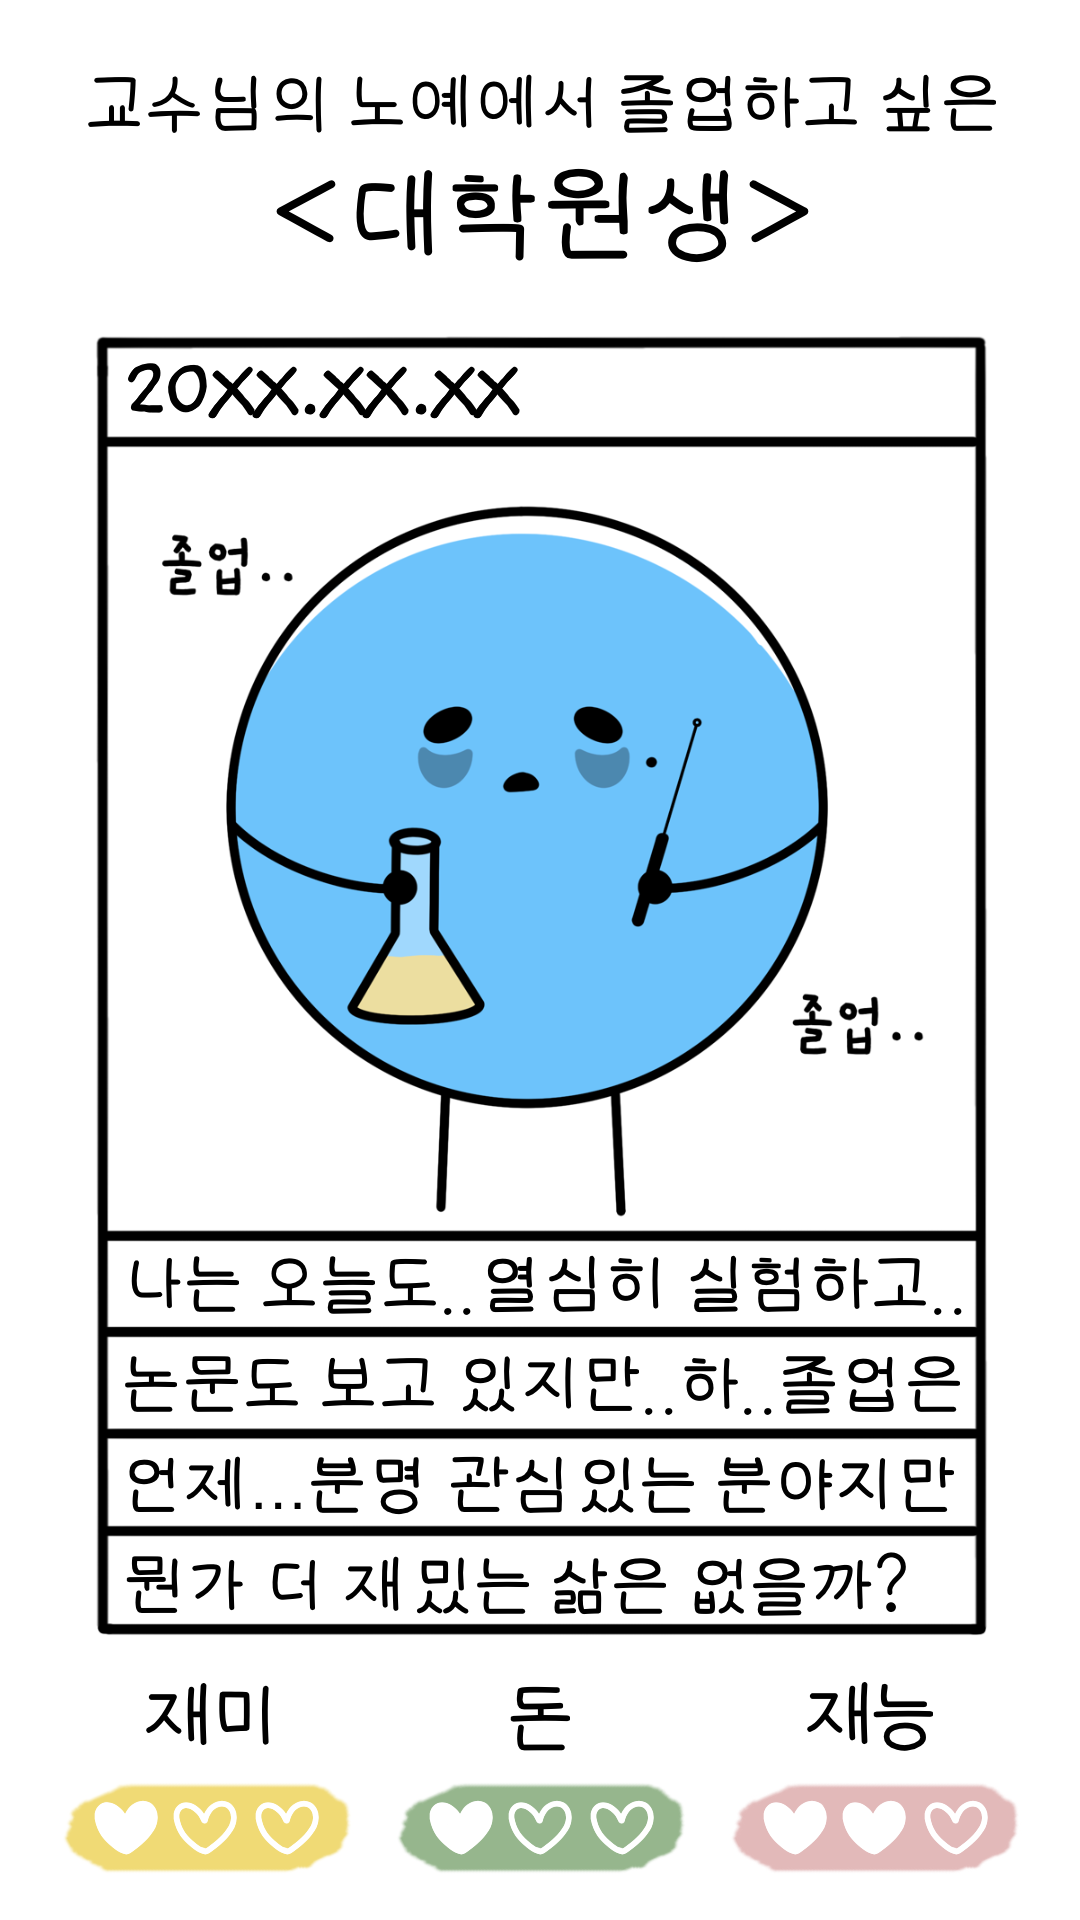 교수님의 노예에서 졸업하고 싶은
<대학원생>
20XX.XX.XX
졸업..
졸업..
나는 오늘도..열심히 실험하고..
논문도 보고 있지만..하..졸업은
언제...분명 관심있는 분야지만
뭔가 더 재밌는 삶은 없을까?
재미 돈 재능